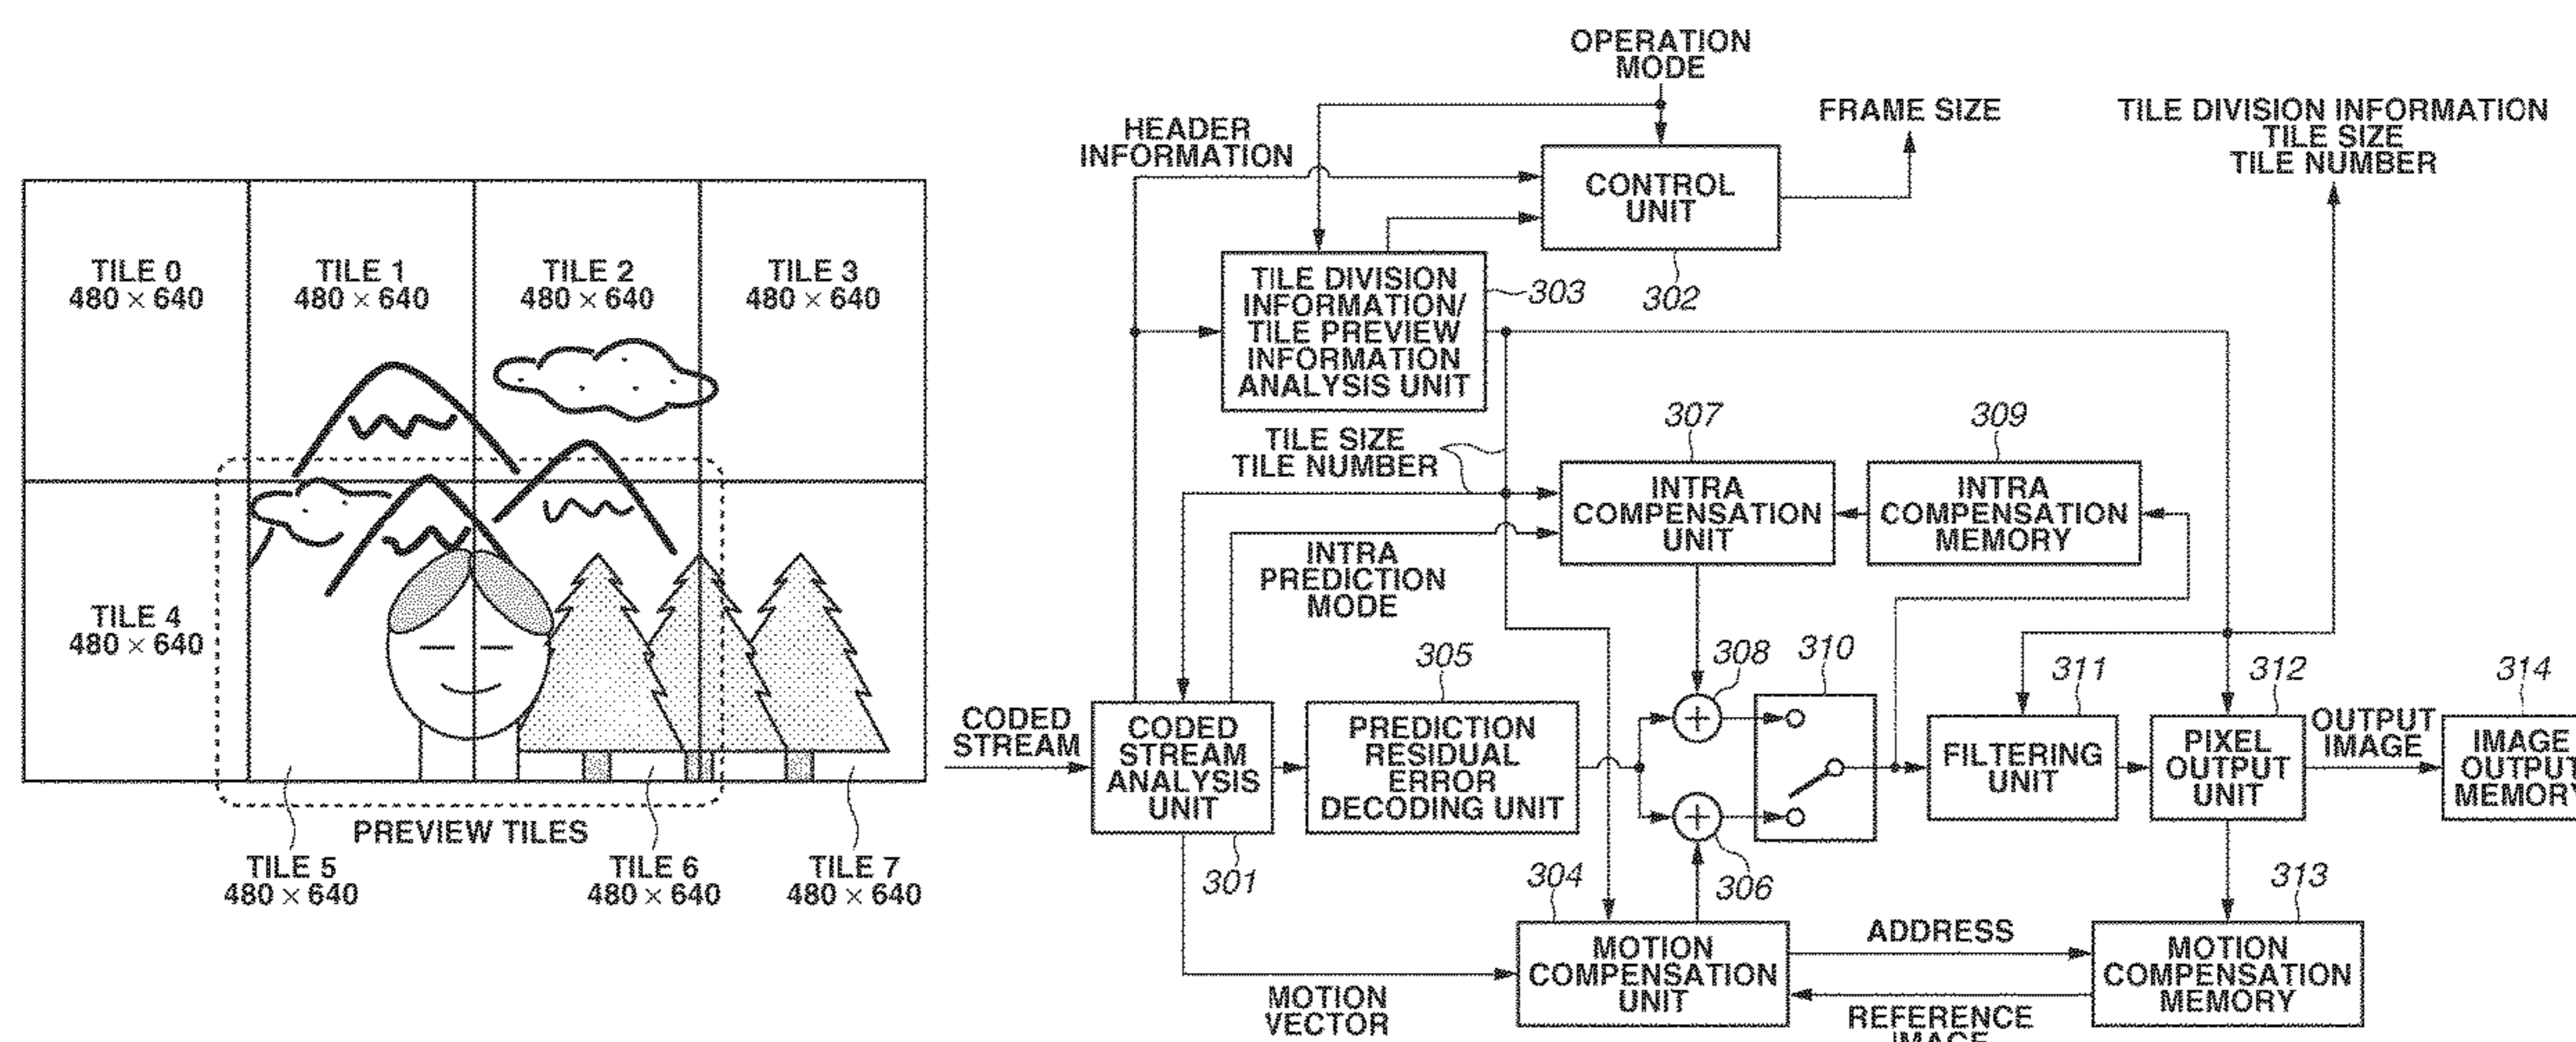 TILE 0
480 × 640
TILE 1
480 × 640
TILE 2
480 × 640
TILE 3
480 × 640
TILE 4
480 × 640
PREVIEW TILES
TILE 5
480 × 640
TILE 6
480 × 640
TILE 7
480 × 640
OPERATION
MODE
HEADER
INFORMATION
FRAME SIZE
TILE DIVISION INFORMATION
TILE SIZE
TILE NUMBER
CONTROL
UNIT
302
TILE DIVISION
INFORMATION/
TILE PREVIEW
INFORMATION
ANALYSIS UNIT
303
TILE SIZE
TILE NUMBER
307
INTRA
COMPENSATION
UNIT
309
INTRA
COMPENSATION
MEMORY
INTRA
PREDICTION
MODE
CODED
STREAM
CODED
STREAM
ANALYSIS
UNIT
301
305
PREDICTION
RESIDUAL
ERROR
DECODING UNIT
308
306
310
311
FILTERING
UNIT
312
PIXEL
OUTPUT
UNIT
OUTPUT
IMAGE
314
IMAGE
OUTPUT
MEMORY
MOTION
VECTOR
304
MOTION
COMPENSATION
UNIT
ADDRESS
REFERENCE
IMAGE
313
MOTION
COMPENSATION
MEMORY